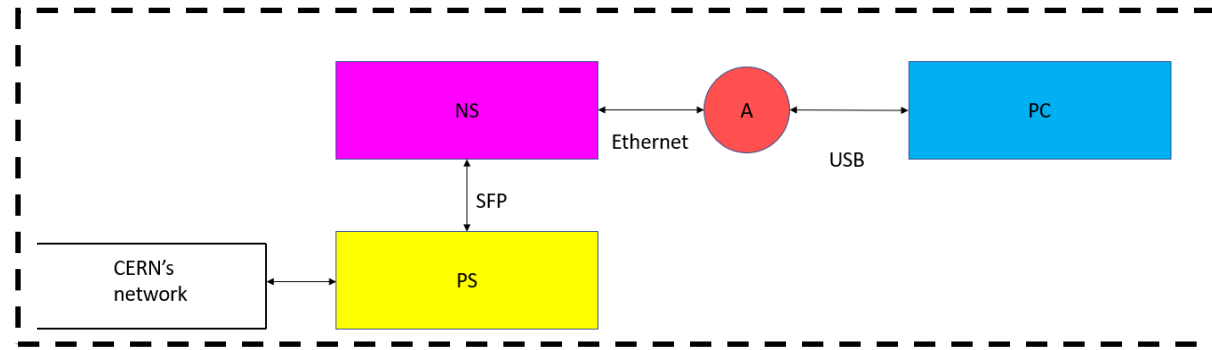 NS
A
PC
Ethernet
USB
SFP
CERN's
network
PS